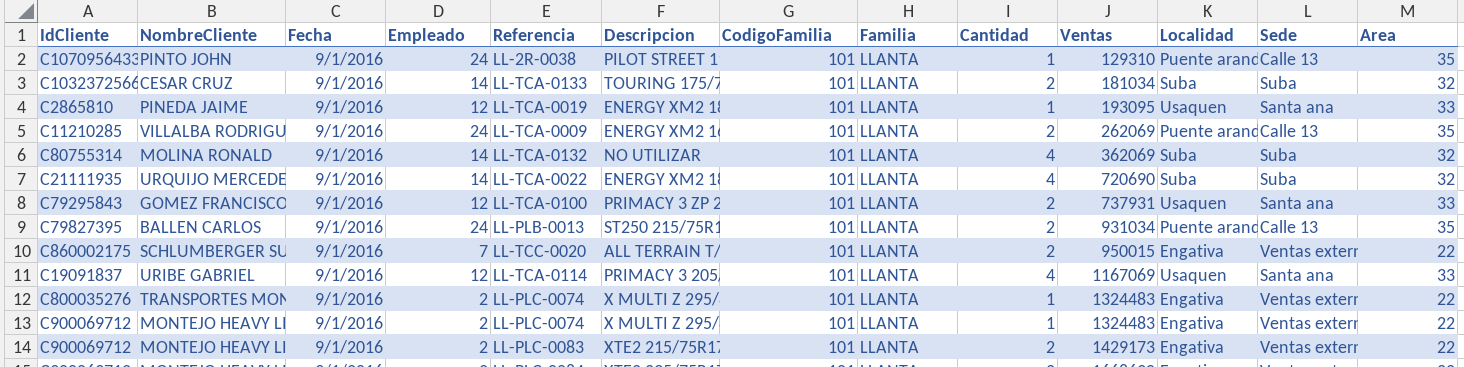 A B C D E F G H I J K L M
1 IdCliente NombreCliente Fecha Empleado Referencia Descripcion CodigoFamilia Familia Cantidad Ventas Localidad Sede Area
2 C1070956433 PINTO JOHN 9/1/2016 24 LL-2R-0038 PILOT STREET 1 101 LLANTA 1 129310 Puente arand Calle 13 35
3 C1032372566 CESAR CRUZ 9/1/2016 14 LL-TCA-0133 TOURING 175/7 101 LLANTA 2 181034 Suba Suba 32
4 C2865810 PINEDA JAIME 9/1/2016 12 LL-TCA-0019 ENERGY XM2 18 101 LLANTA 1 193095 Usaquen Santa ana 33
5 C11210285 VILLALBA RODRIGU 9/1/2016 24 LL-TCA-0009 ENERGY XM2 16 101 LLANTA 2 262069 Puente arand Calle 13 35
6 C80755314 MOLINA RONALD 9/1/2016 14 LL-TCA-0132 NO UTILIZAR 101 LLANTA 4 362069 Suba Suba 32
7 C21111935 URQUIJO MERCEDE 9/1/2016 14 LL-TCA-0022 ENERGY XM2 18 101 LLANTA 4 720690 Suba Suba 32
8 C79295843 GOMEZ FRANCISCO 9/1/2016 12 LL-TCA-0100 PRIMACY 3 ZP 2 101 LLANTA 2 737931 Usaquen Santa ana 33
9 C79827395 BALLEN CARLOS 9/1/2016 24 LL-PLB-0013 ST250 215/75R1 101 LLANTA 2 931034 Puente arand Calle 13 35
10 C860002175 SCHLUMBERGER SU 9/1/2016 7 LL-TCC-0020 ALL TERRAIN T/ 101 LLANTA 2 950015 Engativa Ventas extern 22
11 C19091837 URIBE GABRIEL 9/1/2016 12 LL-TCA-0114 PRIMACY 3 205/ 101 LLANTA 4 1167069 Usaquen Santa ana 33
12 C800035276 TRANSPORTES MON 9/1/2016 2 LL-PLC-0074 X MULTI Z 295/ 101 LLANTA 1 1324483 Engativa Ventas extern 22
13 C900069712 MONTEJO HEAVY LI 9/1/2016 2 LL-PLC-0074 X MULTI Z 295/ 101 LLANTA 1 1324483 Engativa Ventas extern 22
14 C900069712 MONTEJO HEAVY LI 9/1/2016 2 LL-PLC-0083 XTE2 215/75R17 101 LLANTA 2 1429173 Engativa Ventas extern 22